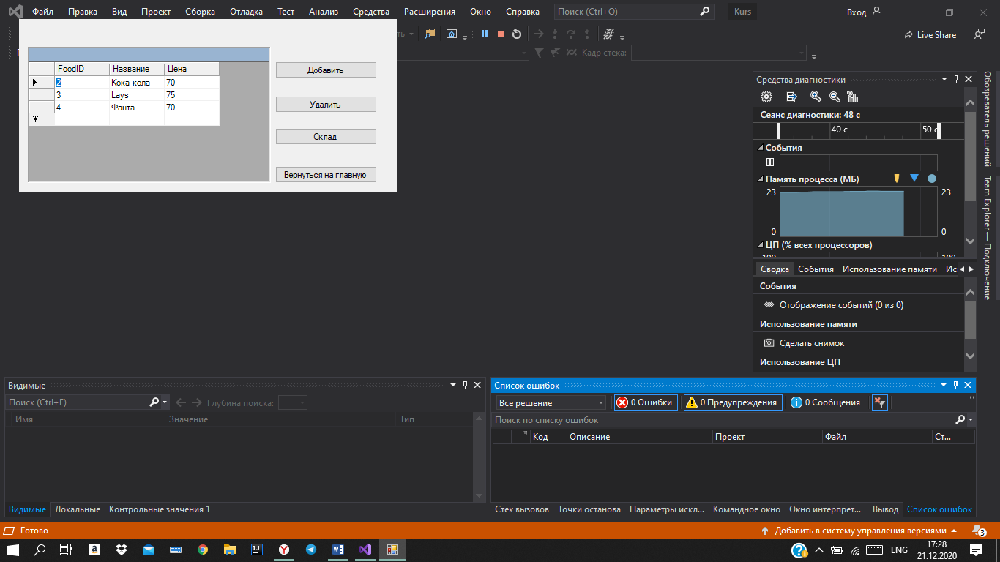 Файл Правка Вид Проект Сборка Отладка Тест Анализ Средства Расширения Окно Справка Поиск (Ctrl+Q) Kurs Вход
Live Share
Кадр стека:
FoodID Название Цена
2 Кока-кола 70
3 Lays 75
4 Фанта 70
Добавить
Удалить
Склад
Вернуться на главную
Средства диагностики
Сеанс диагностики: 48 с
40 с 50 с
События
Память процесса (МБ)
23 23
0 0
ЦП (% всех процессоров)
100 100
Сводка События Использование памяти Ис
События
Отображение событий (0 из 0)
Использование памяти
Сделать снимок
Использование ЦП
Обозреватель решений
Team Explorer — Подключение
Видимые
Поиск (Ctrl+E) Глубина поиска:
Имя Значение Тип
Видимые Локальные Контрольные значения 1
Список ошибок
Все решение 0 Ошибки 0 Предупреждения 0 Сообщения
Поиск по списку ошибок
Код Описание Проект Файл Ст...
Стек вызовов Точки останова Параметры искл... Командное окно Окно интерпрет... Вывод Список ошибок
Готово Добавить в систему управления версиями 3
ENG 17:28
21.12.2020